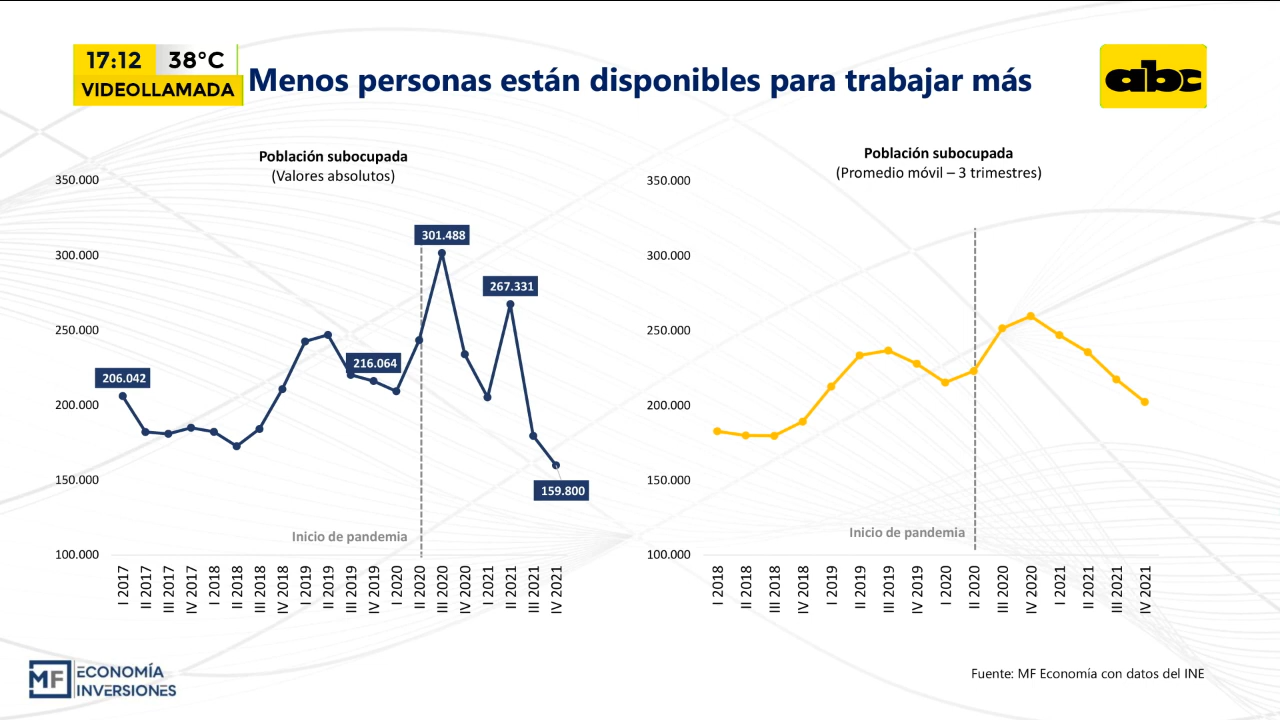 17:12 38°C
VIDEOLLAMADA
Menos personas están disponibles para trabajar más
abc
Población subocupada
(Valores absolutos)
350.000
300.000
250.000
200.000
150.000
100.000
206.042
216.064
301.488
267.331
159.800
Inicio de pandemia
I 2017
II 2017
III 2017
IV 2017
I 2018
II 2018
III 2018
IV 2018
I 2019
II 2019
III 2019
IV 2019
I 2020
II 2020
III 2020
IV 2020
I 2021
II 2021
III 2021
IV 2021
Población subocupada
(Promedio móvil – 3 trimestres)
350.000
300.000
250.000
200.000
150.000
100.000
Inicio de pandemia
I 2018
II 2018
III 2018
IV 2018
I 2019
II 2019
III 2019
IV 2019
I 2020
II 2020
III 2020
IV 2020
I 2021
II 2021
III 2021
IV 2021
MF ECONOMÍA
INVERSIONES
Fuente: MF Economía con datos del INE